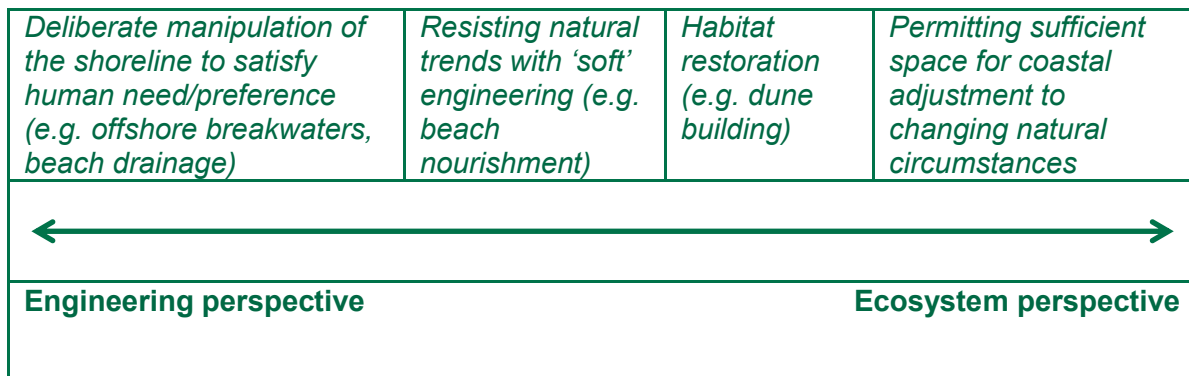 Deliberate manipulation of
the shoreline to satisfy
human need/preference
(e.g. offshore breakwaters,
beach drainage)
Resisting natural
trends with ‘soft’
engineering (e.g.
beach
nourishment)
Habitat
restoration
(e.g. dune
building)
Permitting sufficient
space for coastal
adjustment to
changing natural
circumstances
Engineering perspective
Ecosystem perspective